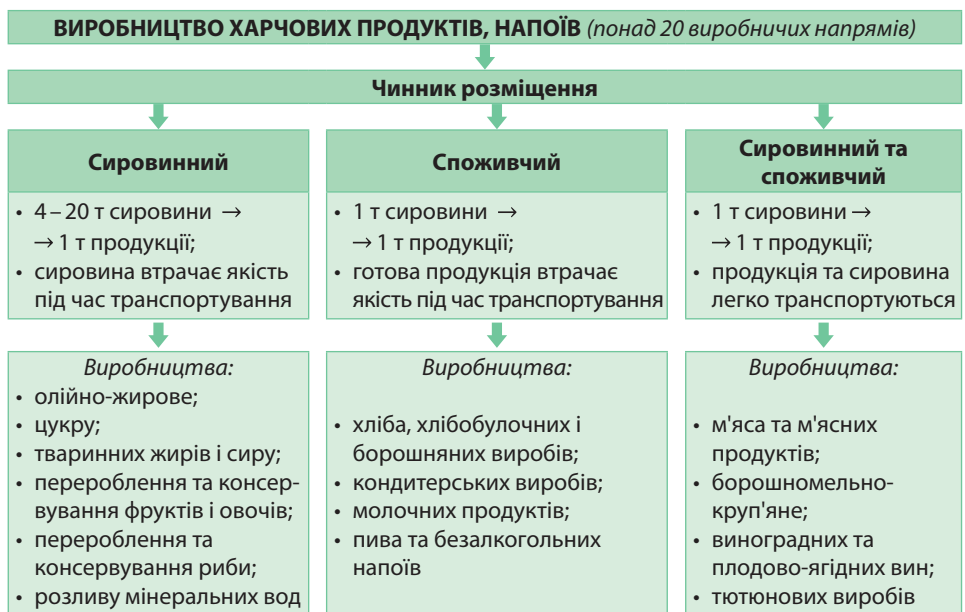 ВИРОБНИЦТВО ХАРЧОВИХ ПРОДУКТІВ, НАПОЇВ (понад 20 виробничих напрямів)
Чинник розміщення
Сировинний
• 4 – 20 т сировини →
→ 1 т продукції;
• сировина втрачає якість
під час транспортування
Виробництва:
• олійно-жирове;
• цукру;
• тваринних жирів і сиру;
• перероблення та консер-
вування фруктів і овочів;
• перероблення та
консервування риби;
• розливу мінеральних вод
Споживчий
• 1 т сировини →
→ 1 т продукції;
• готова продукція втрачає
якість під час транспортування
Виробництва:
• хліба, хлібобулочних і
борошняних виробів;
• кондитерських виробів;
• молочних продуктів;
• пива та безалкогольних
напоїв
Сировинний та
споживчий
• 1 т сировини →
→ 1 т продукції;
• продукція та сировина
легко транспортуються
Виробництва:
• м'яса та м'ясних
продуктів;
• борошномельно-
круп'яне;
• виноградних та
плодово-ягідних вин;
• тютюнових виробів